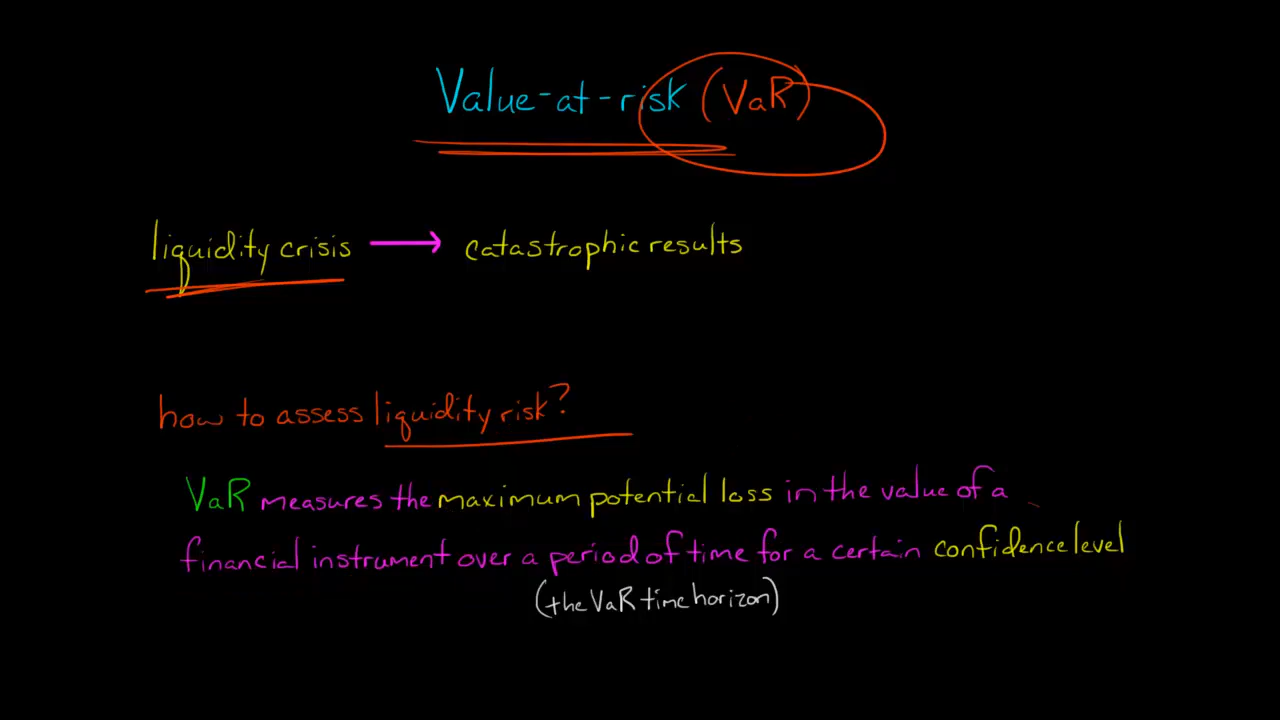 Value-at-risk (VaR)
liquidity crisis → catastrophic results
how to assess liquidity risk?
VaR measures the maximum potential loss in the value of a
financial instrument over a period of time for a certain confidence level
(the VaR time horizon)